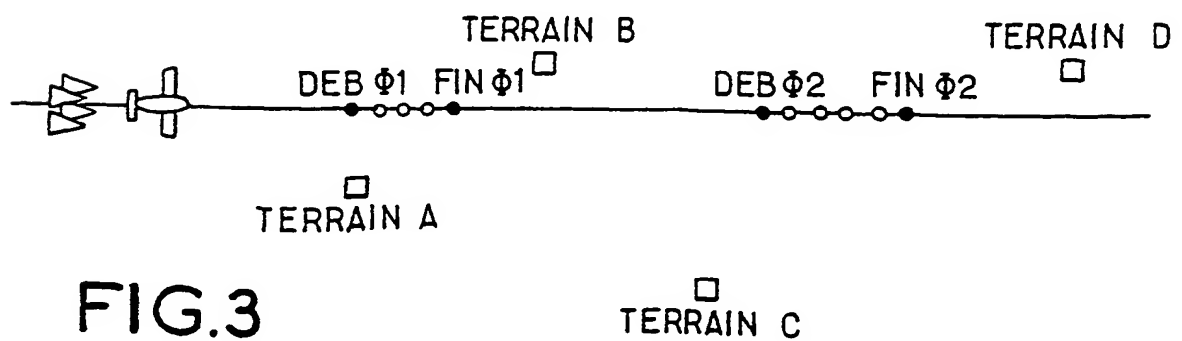 TERRAIN B
TERRAIN D
DEB Φ1 FIN Φ1
DEB Φ2 FIN Φ2
TERRAIN A
TERRAIN C
FIG.3